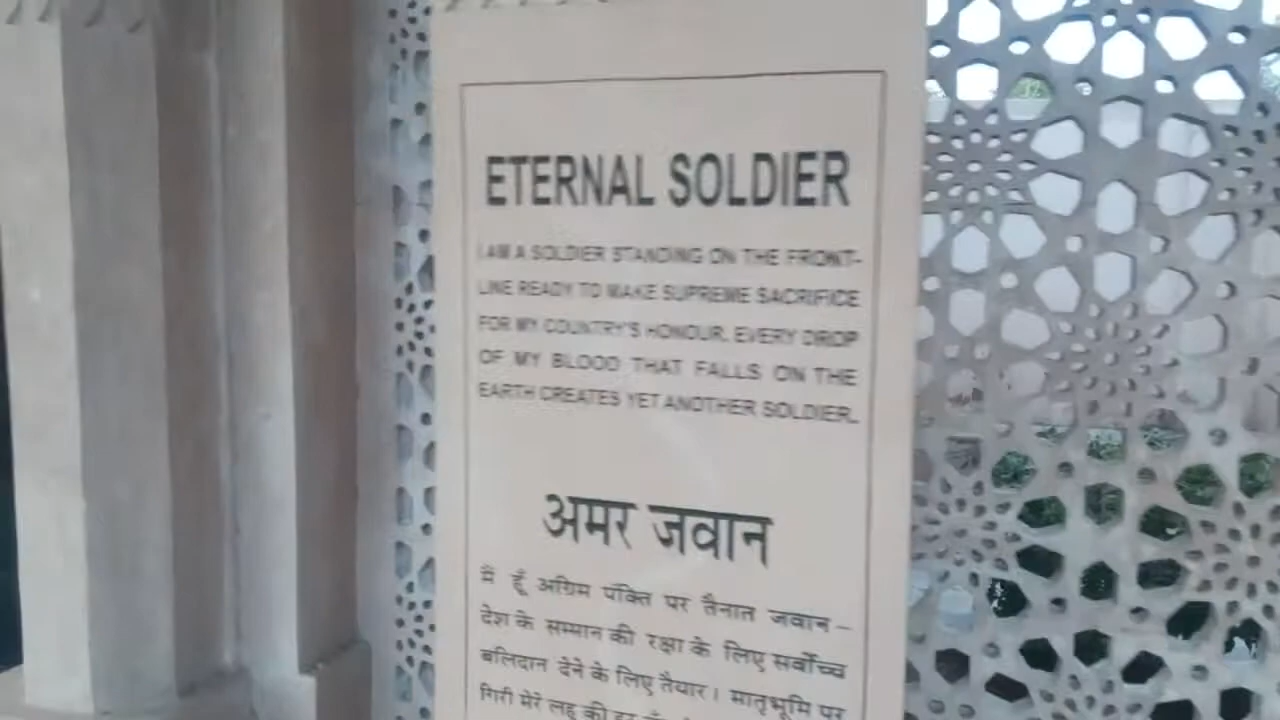 ETERNAL SOLDIER
I AM A SOLDIER STANDING ON THE FRONT-
LINE READY TO MAKE SUPREME SACRIFICE
FOR MY COUNTRY'S HONOUR. EVERY DROP
OF MY BLOOD THAT FALLS ON THE
EARTH CREATES YET ANOTHER SOLDIER.
अमर जवान
मैं हूँ अग्रिम पंक्ति पर तैनात जवान–
देश के सम्मान की रक्षा के लिए सर्वोच्च
बलिदान देने के लिए तैयार। मातृभूमि पर
गिरी मेरे लहू की हर